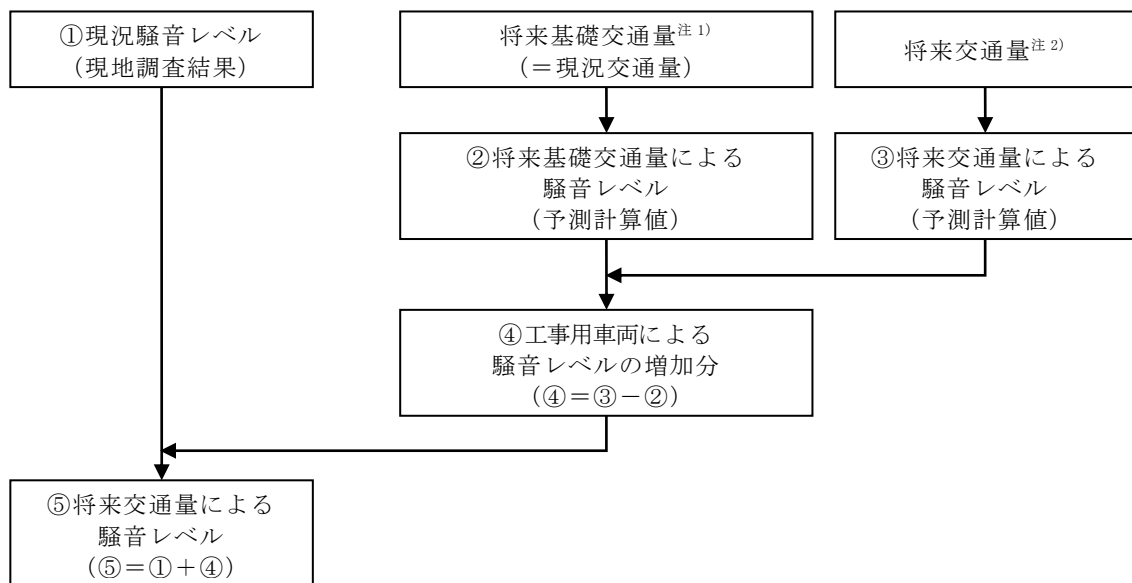 ①現況騒音レベル
（現地調査結果）
将来基礎交通量注1)
（＝現況交通量）
将来交通量注2)
②将来基礎交通量による
騒音レベル
（予測計算値）
③将来交通量による
騒音レベル
（予測計算値）
④工事用車両による
騒音レベルの増加分
（④＝③－②）
⑤将来交通量による
騒音レベル
（⑤＝①＋④）